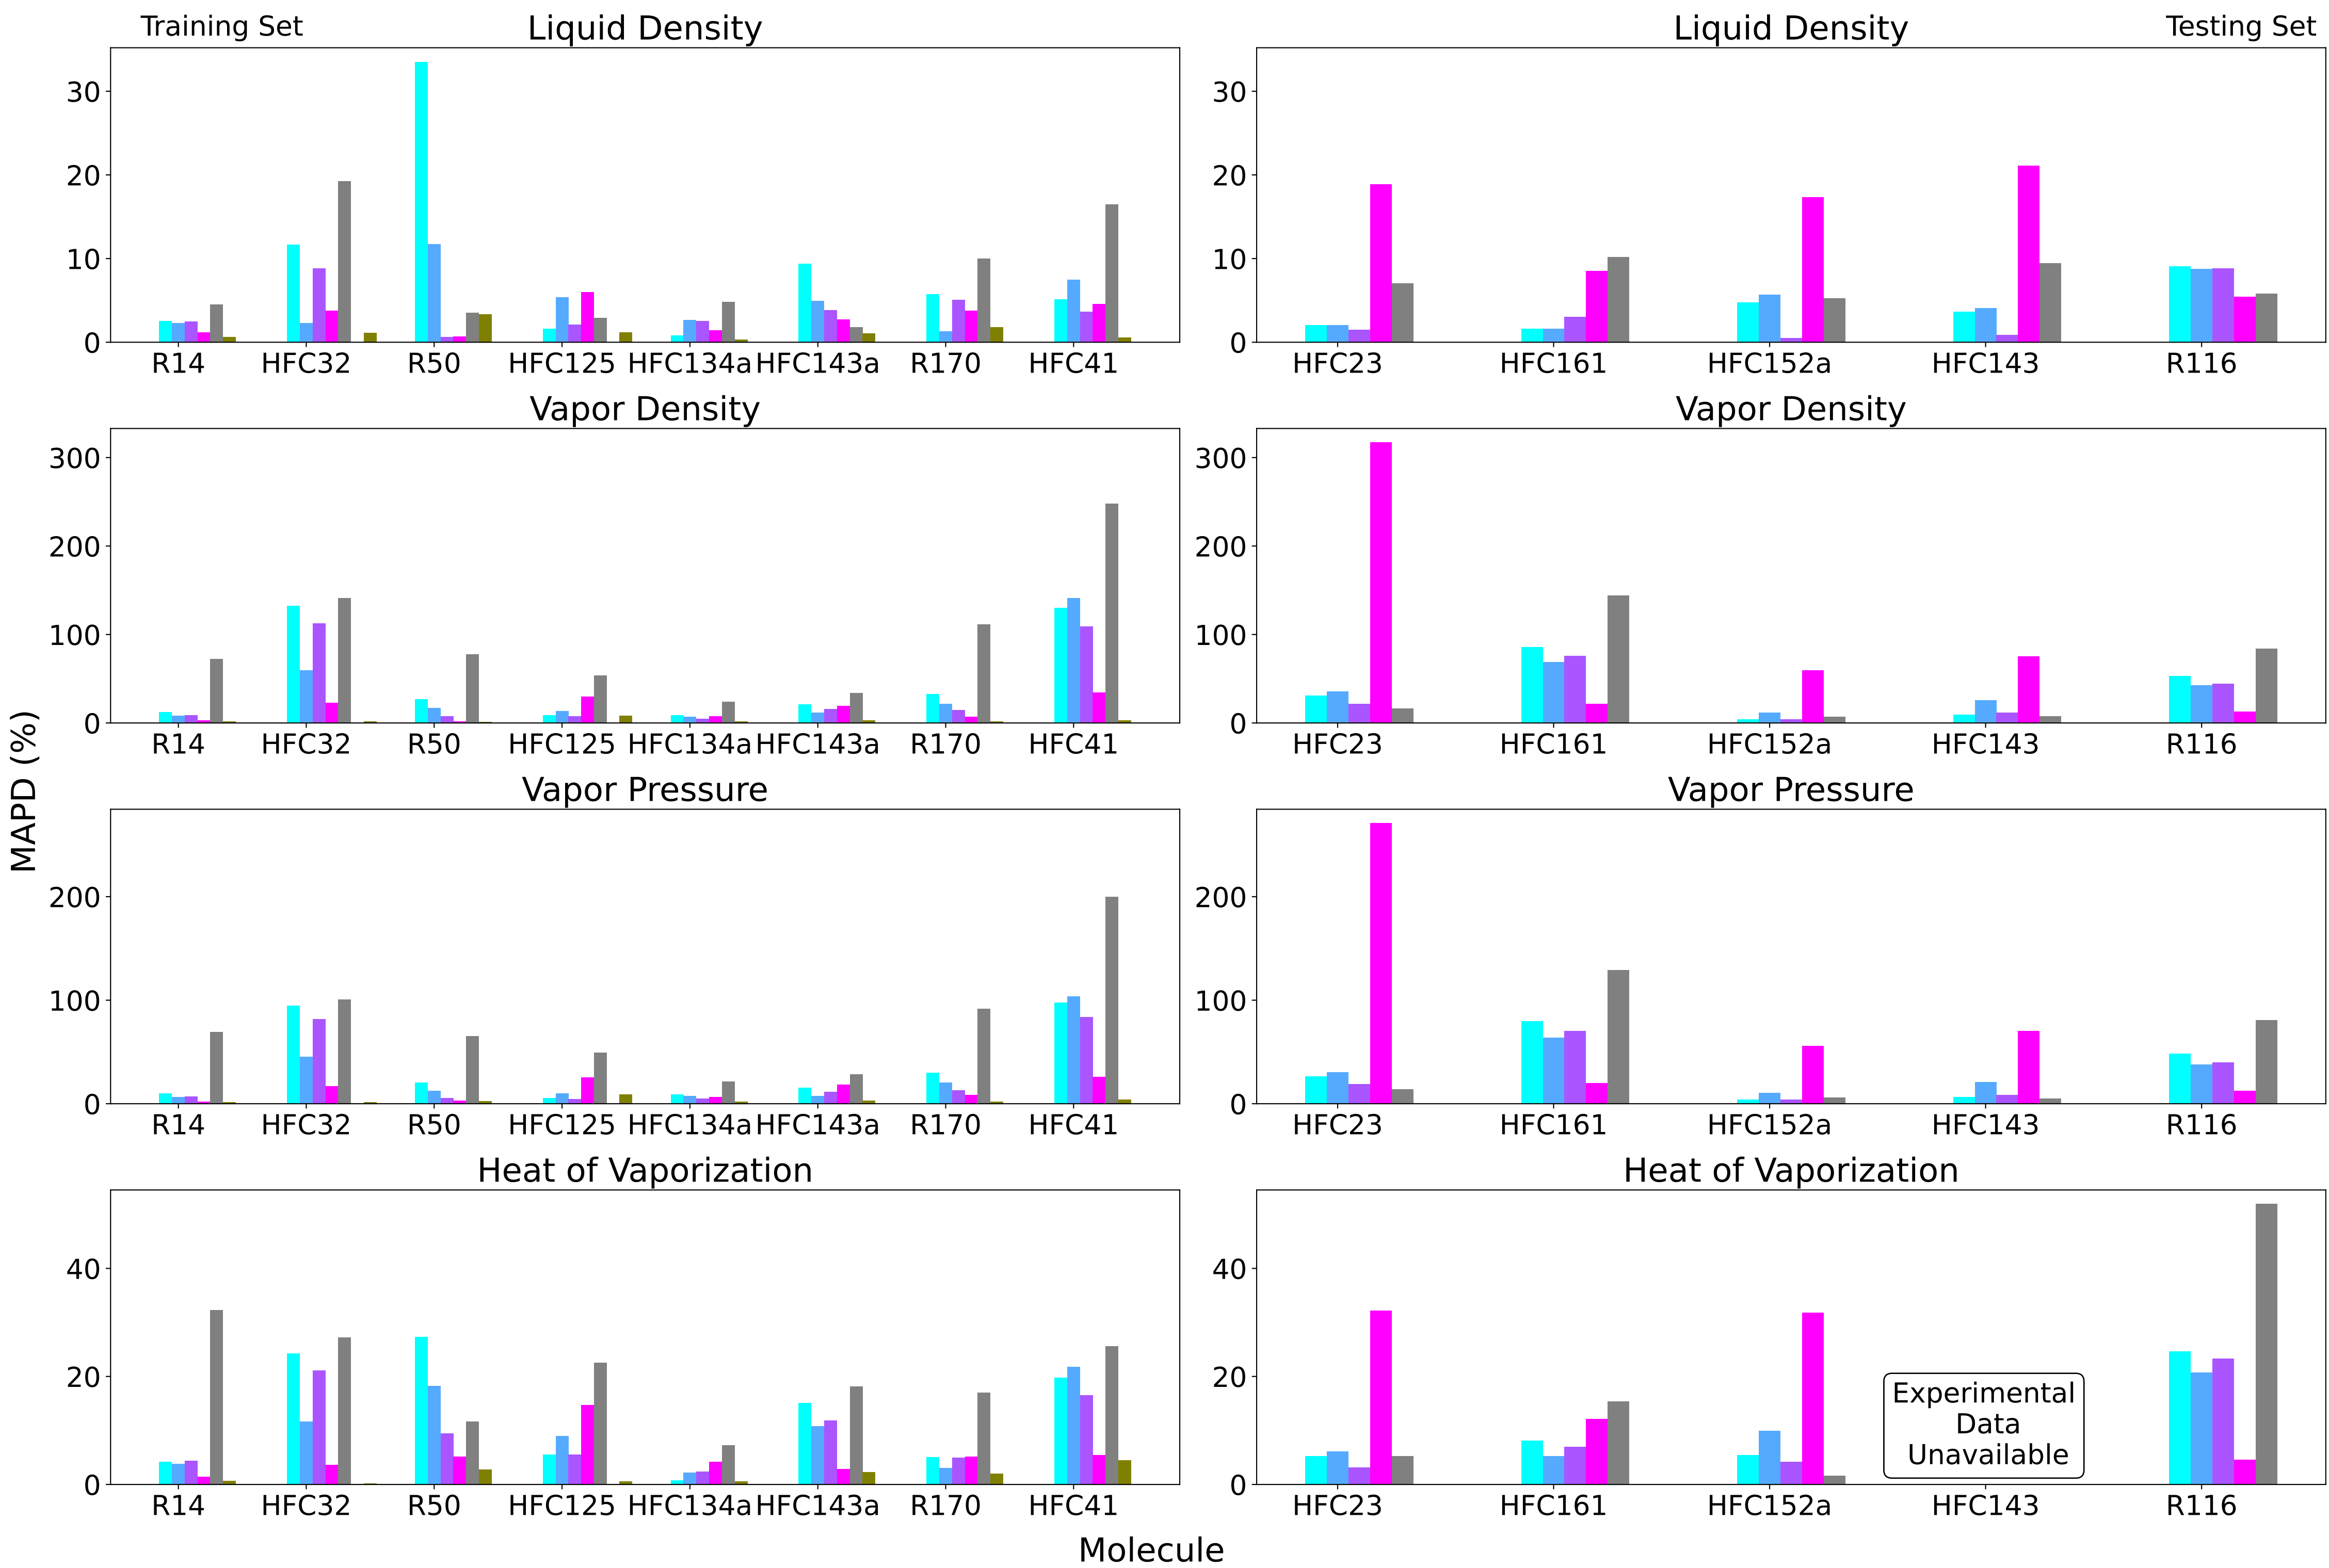 Training Set
Liquid Density
30
20
10
0
R14 HFC32 R50 HFC125 HFC134a HFC143a R170 HFC41
Liquid Density
Testing Set
30
20
10
0
HFC23 HFC161 HFC152a HFC143 R116
Vapor Density
300
200
100
0
R14 HFC32 R50 HFC125 HFC134a HFC143a R170 HFC41
Vapor Density
300
200
100
0
HFC23 HFC161 HFC152a HFC143 R116
MAPD (%)
Vapor Pressure
200
100
0
R14 HFC32 R50 HFC125 HFC134a HFC143a R170 HFC41
Vapor Pressure
200
100
0
HFC23 HFC161 HFC152a HFC143 R116
Heat of Vaporization
40
20
0
R14 HFC32 R50 HFC125 HFC134a HFC143a R170 HFC41
Heat of Vaporization
40
20
0
Experimental
Data
Unavailable
HFC23 HFC161 HFC152a HFC143 R116
Molecule